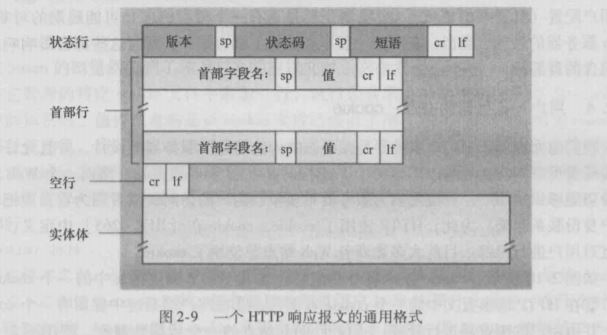 状态行 版本 sp 状态码 sp 短语 cr lf
首部字段名: sp 值 cr lf
首部行
首部字段名: sp 值 cr lf
空行 cr lf
实体体
图2-9 一个 HTTP 响应报文的通用格式